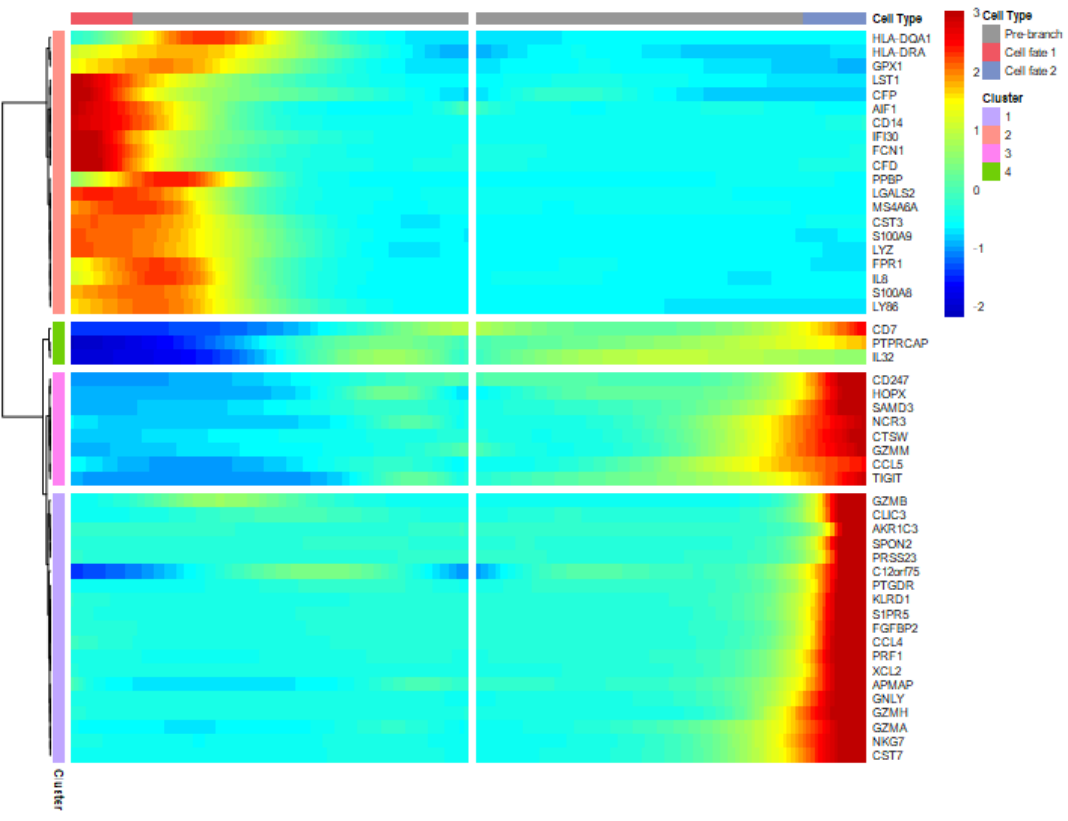 Cell Type
HLA-DQA1
HLA-DRA
GPX1
LST1
CFP
AIF1
CD14
IFI30
FCN1
CFD
PPBP
LGALS2
MS4A6A
CST3
S100A9
LYZ
FPR1
IL8
S100A8
LY86
CD7
PTPRCAP
IL32
CD247
HOPX
SAMD3
NCR3
CTSW
GZMM
CCL5
TIGIT
GZMB
CLIC3
AKR1C3
SPON2
PRSS23
C12orf75
PTGDR
KLRD1
S1PR5
FGFBP2
CCL4
PRF1
XCL2
APMAP
GNLY
GZMH
GZMA
NKG7
CST7
Cluster
3
2
1
0
-1
-2
Cell Type
Pre-branch
Cell fate 1
Cell fate 2
Cluster
1
2
3
4